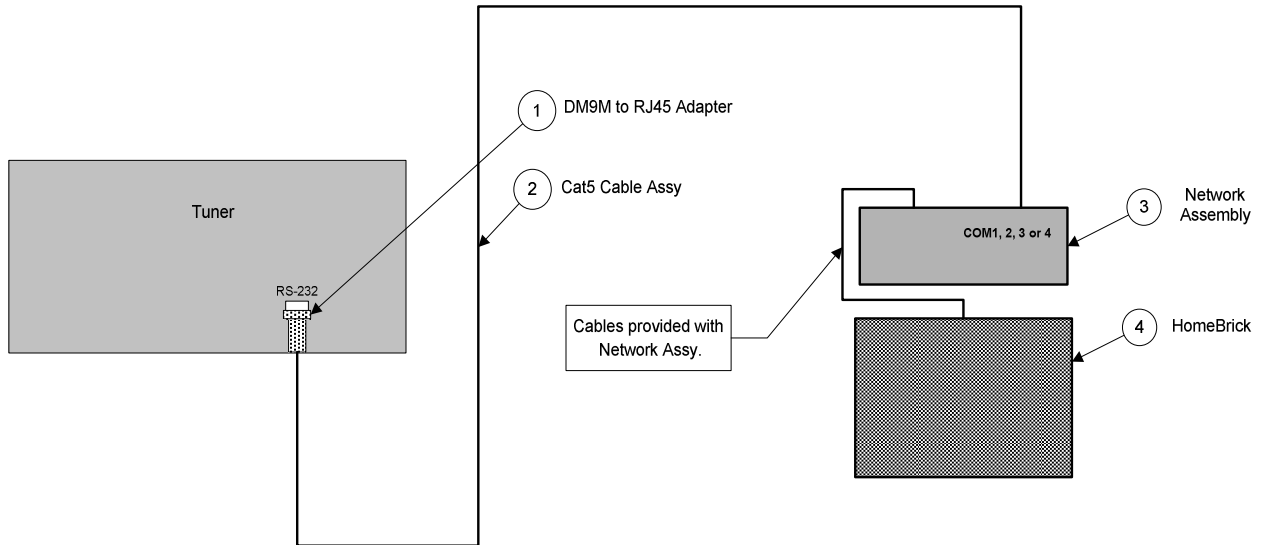 1
DM9M to RJ45 Adapter
2
Cat5 Cable Assy
Tuner
RS-232
3
Network
Assembly
COM1, 2, 3 or 4
Cables provided with
Network Assy.
4
HomeBrick